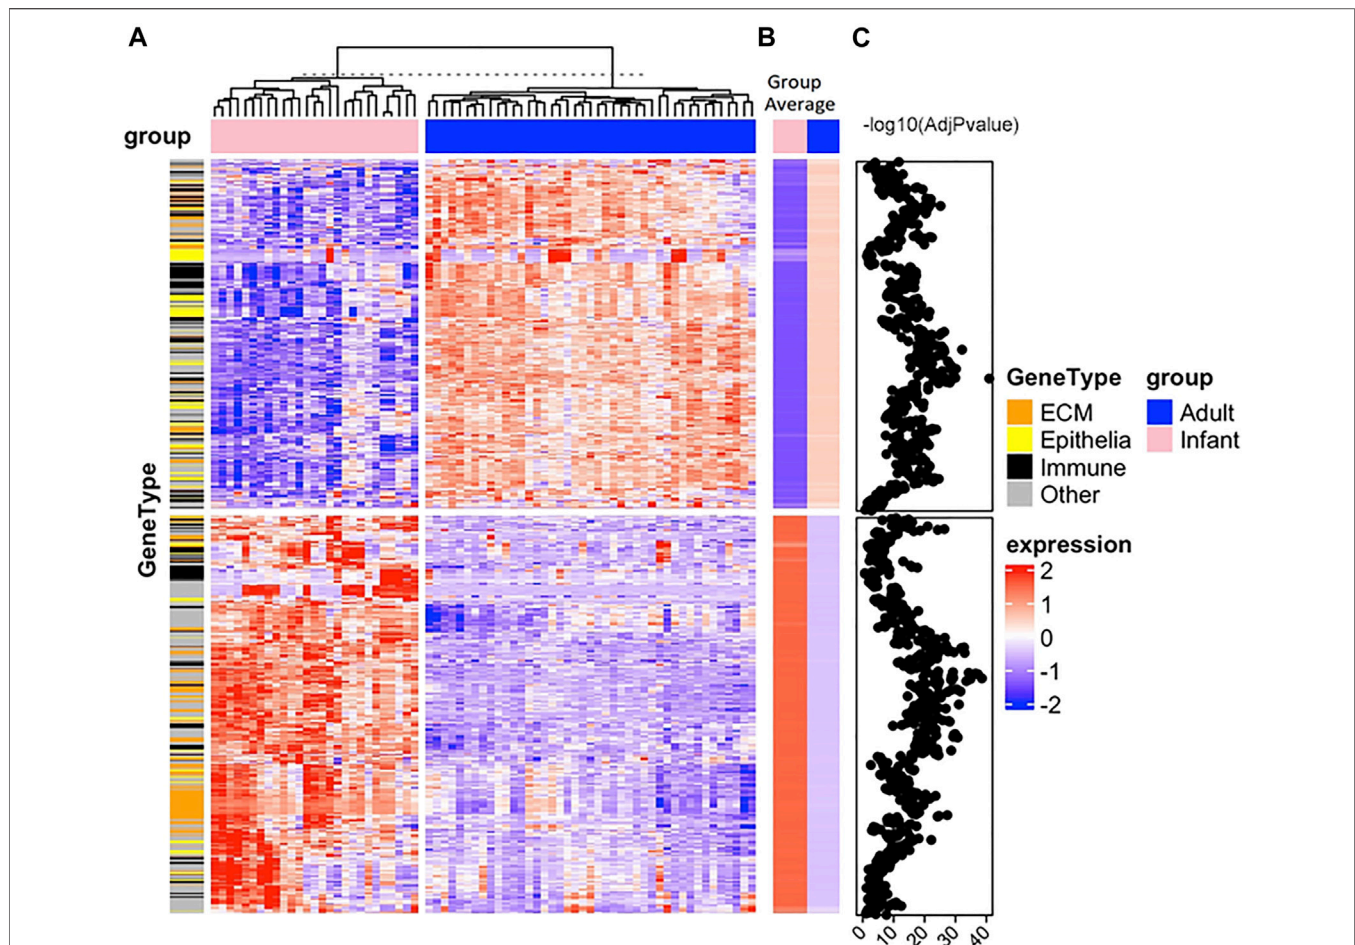 A
B
C
Group
Average
-log10(AdjPvalue)
group
GeneType
GeneType
ECM
Epithelia
Immune
Other
group
Adult
Infant
expression
2
1
0
-1
-2
0
10
20
30
40